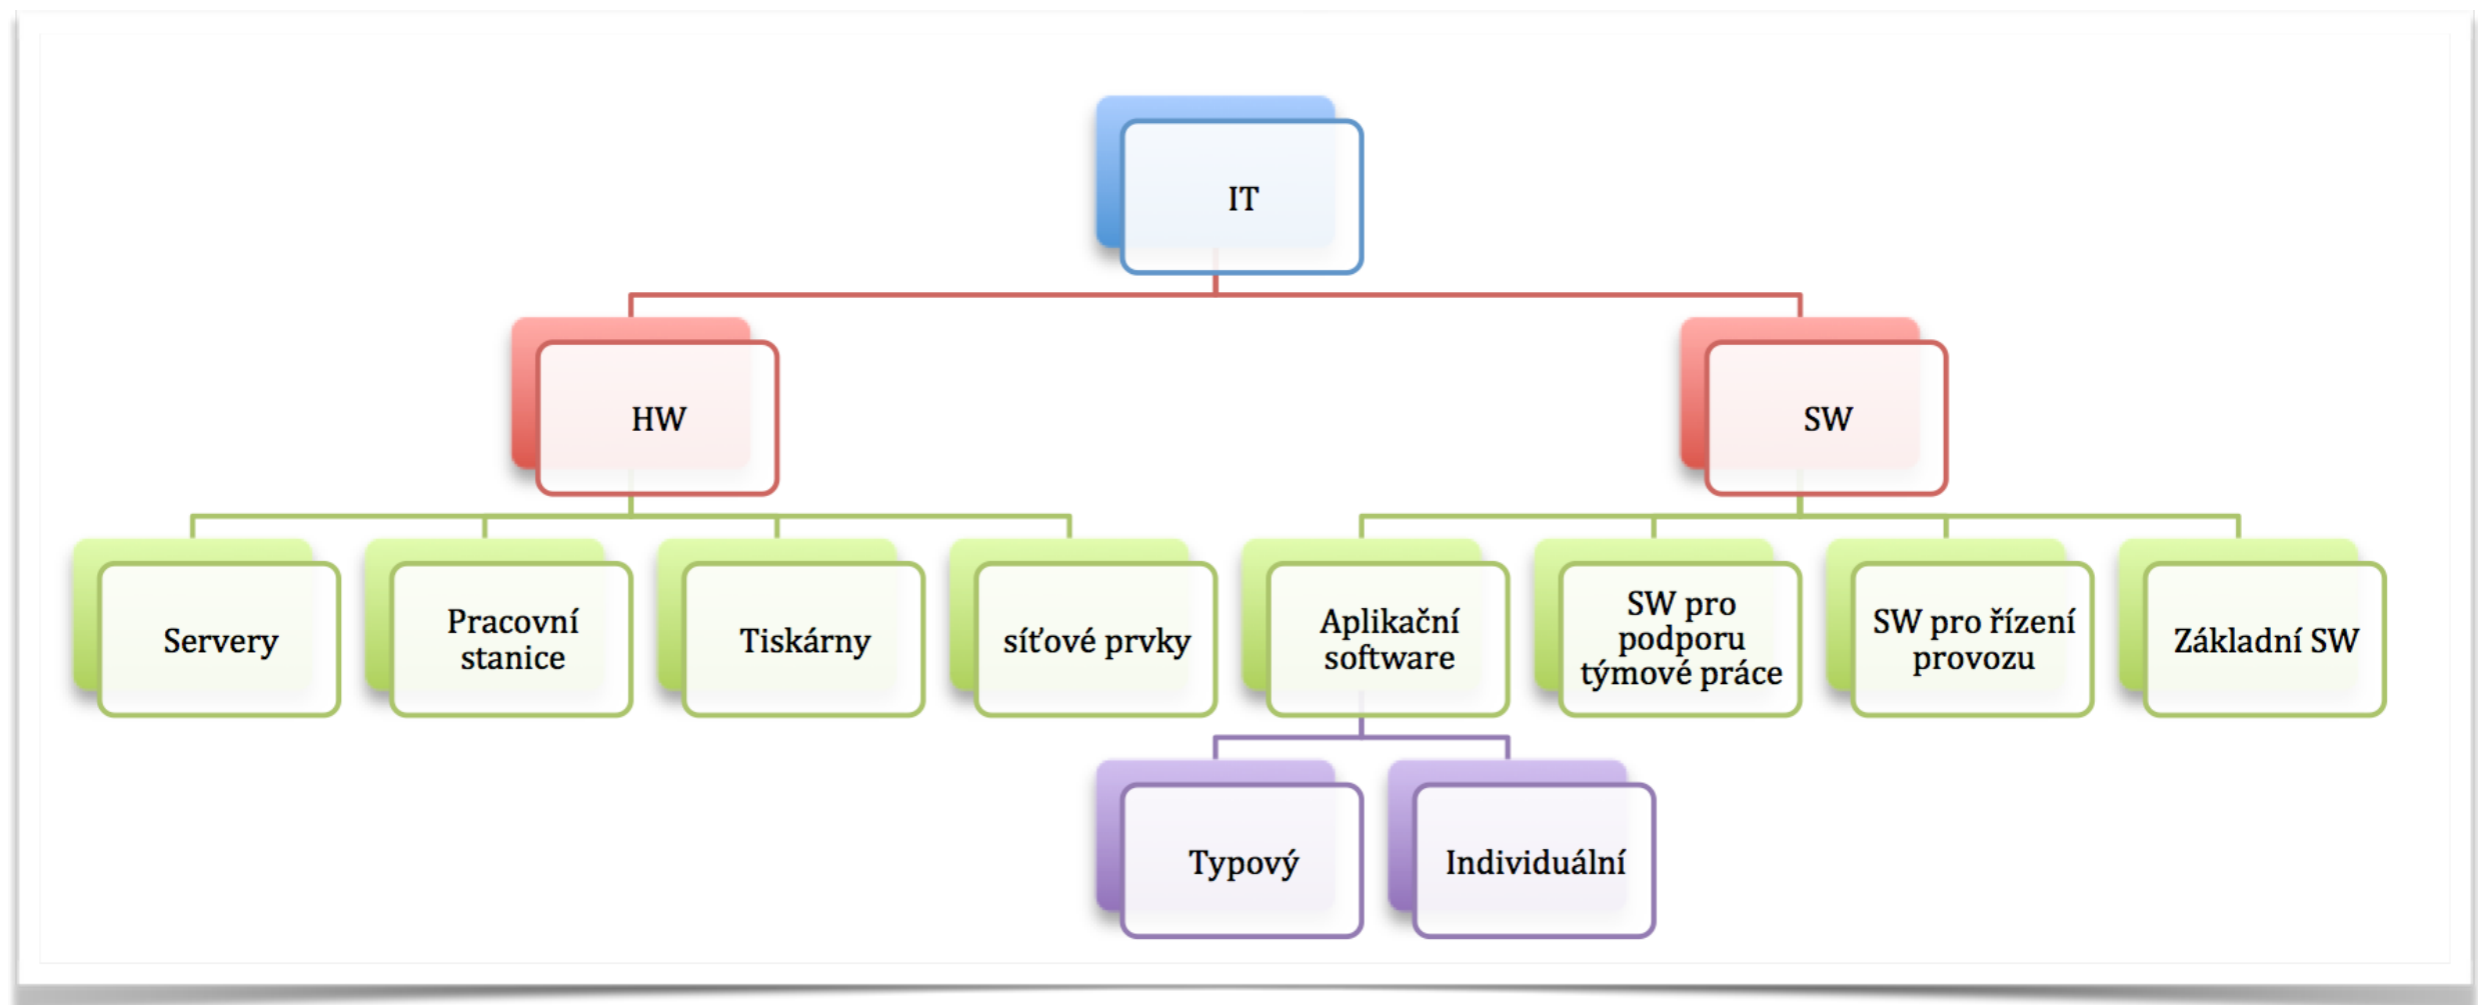 IT
HW
SW
Servery
Pracovní
stanice
Tiskárny
síťové prvky
Aplikační
software
SW pro
podporu
týmové práce
SW pro řízení
provozu
Základní SW
Typový
Individuální